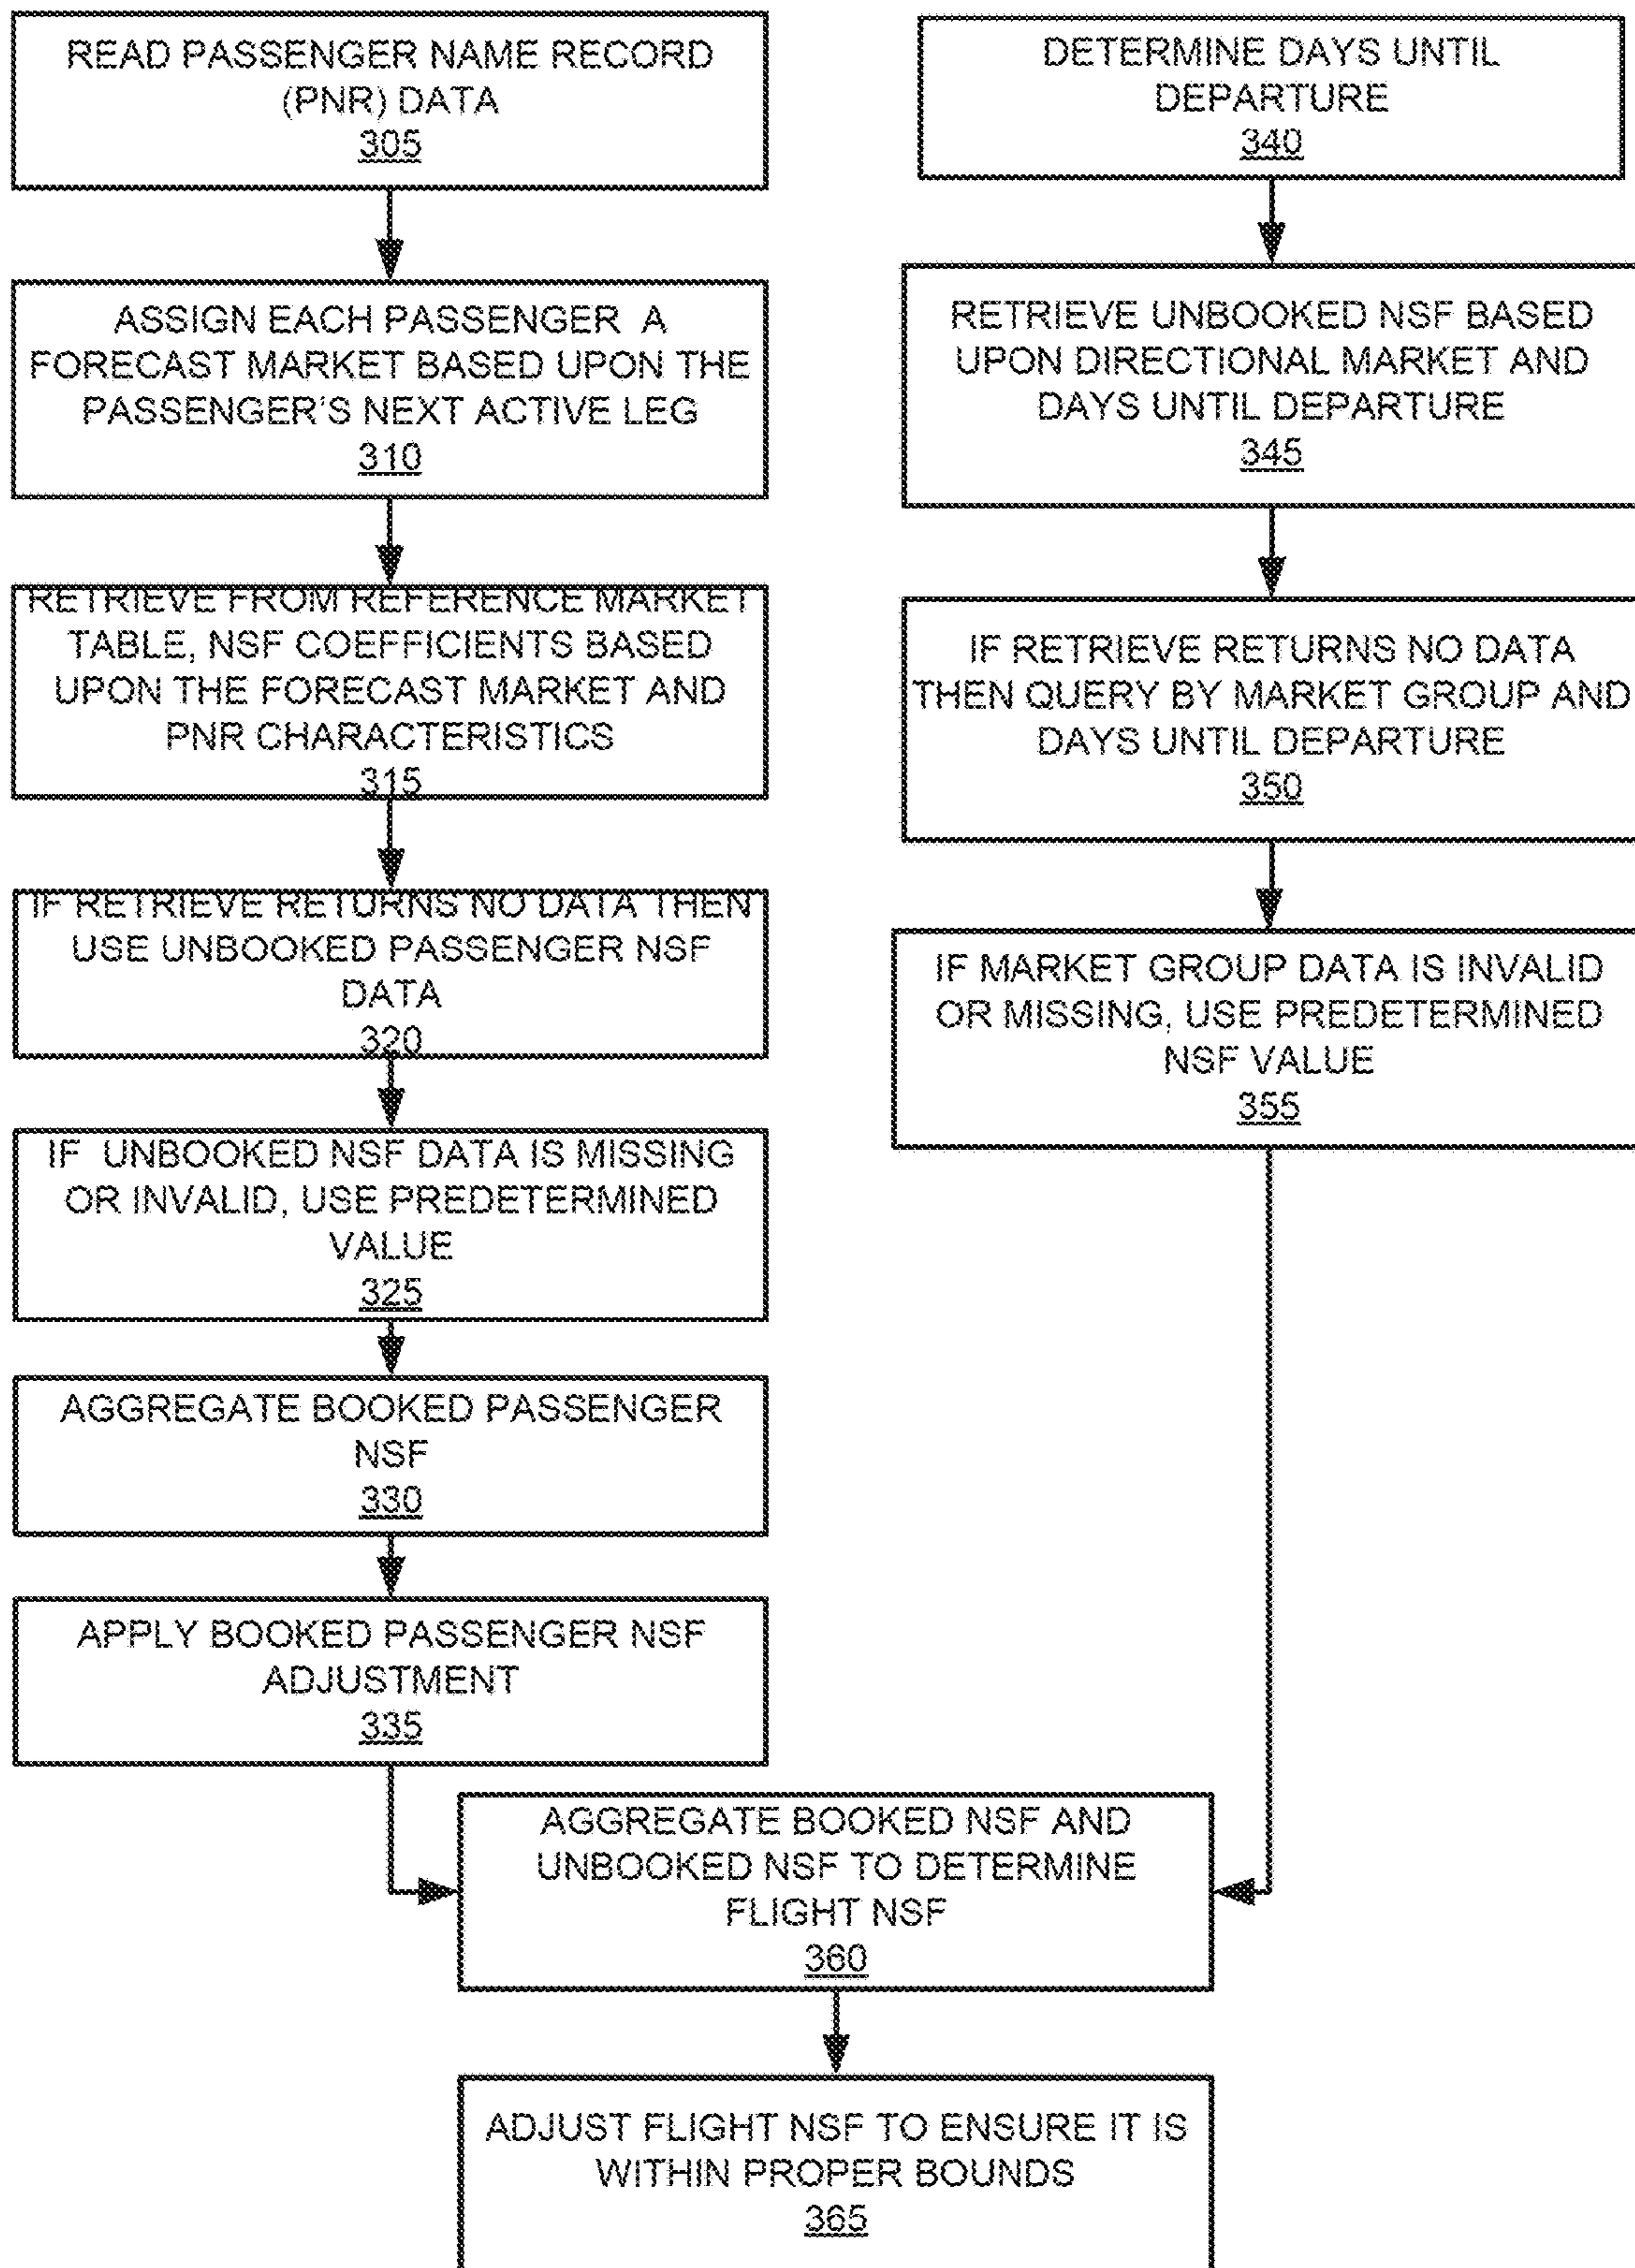 READ PASSENGER NAME RECORD
(PNR) DATA
305
ASSIGN EACH PASSENGER A
FORECAST MARKET BASED UPON THE
PASSENGER'S NEXT ACTIVE LEG
310
RETRIEVE FROM REFERENCE MARKET
TABLE, NSF COEFFICIENTS BASED
UPON THE FORECAST MARKET AND
PNR CHARACTERISTICS
315
IF RETRIEVE RETURNS NO DATA THEN
USE UNBOOKED PASSENGER NSF
DATA
320
IF UNBOOKED NSF DATA IS MISSING
OR INVALID, USE PREDETERMINED
VALUE
325
AGGREGATE BOOKED PASSENGER
NSF
330
APPLY BOOKED PASSENGER NSF
ADJUSTMENT
335
DETERMINE DAYS UNTIL
DEPARTURE
340
RETRIEVE UNBOOKED NSF BASED
UPON DIRECTIONAL MARKET AND
DAYS UNTIL DEPARTURE
345
IF RETRIEVE RETURNS NO DATA
THEN QUERY BY MARKET GROUP AND
DAYS UNTIL DEPARTURE
350
IF MARKET GROUP DATA IS INVALID
OR MISSING, USE PREDETERMINED
NSF VALUE
355
AGGREGATE BOOKED NSF AND
UNBOOKED NSF TO DETERMINE
FLIGHT NSF
360
ADJUST FLIGHT NSF TO ENSURE IT IS
WITHIN PROPER BOUNDS
365